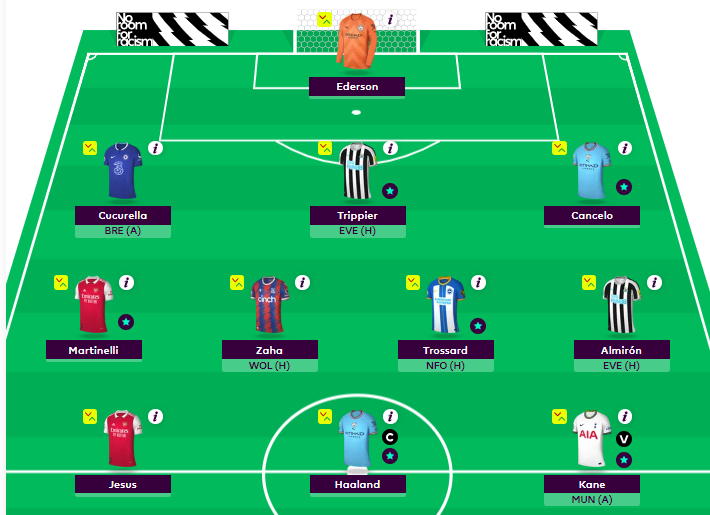 No room for racism
No room for racism
Ederson
Cucurella
BRE (A)
Trippier
EVE (H)
Cancelo
Martinelli
Zaha
WOL (H)
Trossard
NFO (H)
Almirón
EVE (H)
Jesus
C
Haaland
V
AIA
Kane
MUN (A)